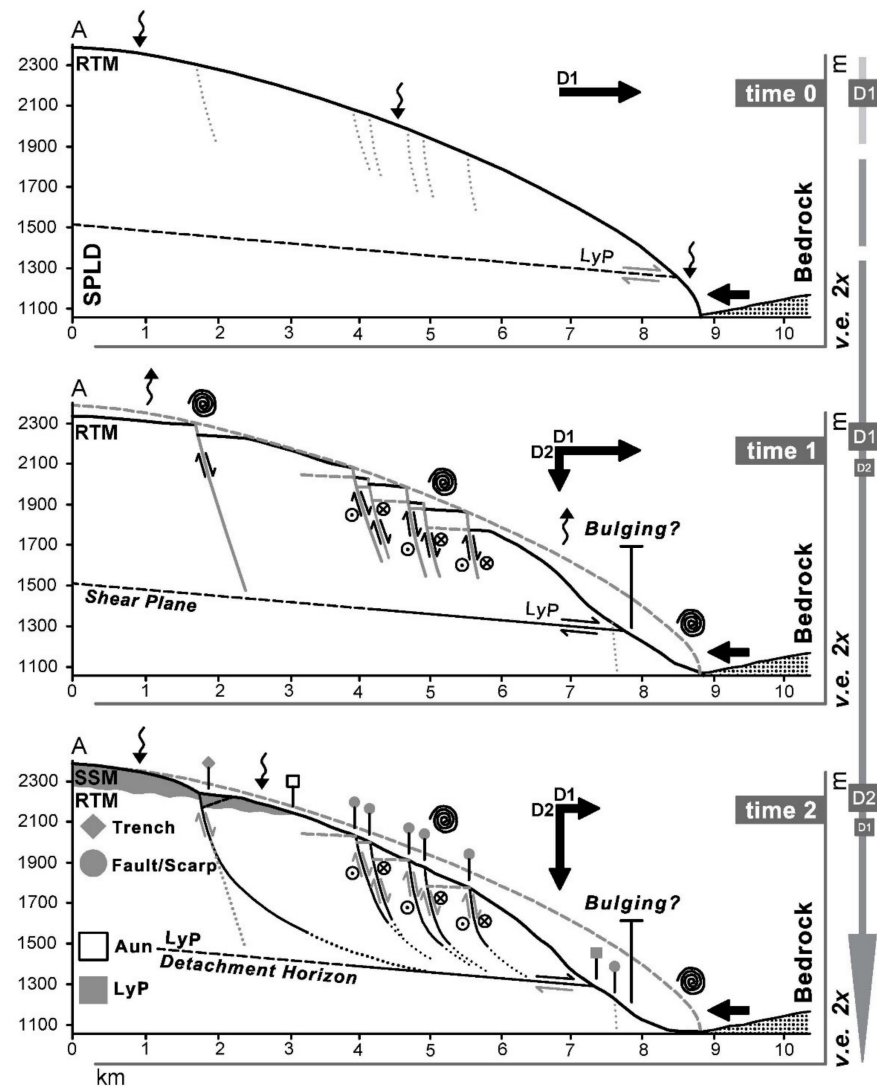 A
2300
RTM
2100
1900
1700
1500
1300
1100
SPLD
LyP
D1
time 0
m
D1
Bedrock
v.e. 2x
0 1 2 3 4 5 6 7 8 9 10
A
2300
RTM
2100
1900
1700
1500
1300
1100
Shear Plane
LyP
D1
D2
Bulging?
time 1
m
D1
D2
Bedrock
v.e. 2x
0 1 2 3 4 5 6 7 8 9 10
A
2300
SSM
RTM
2100
Trench
1900
Fault/Scarp
1700
1500
Aun
LyP
Detachment Horizon
1300
LyP
1100
D1
D2
Bulging?
time 2
m
D2
D1
Bedrock
v.e. 2x
0 1 2 3 4 5 6 7 8 9 10
km